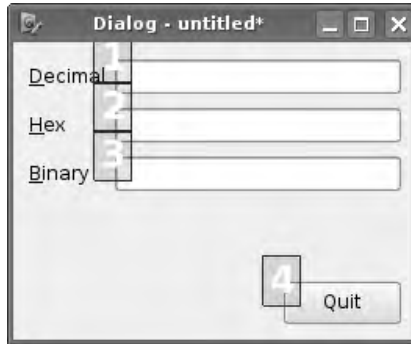 Dialog - untitled*
1
Decimal
2
Hex
3
Binary
4
Quit